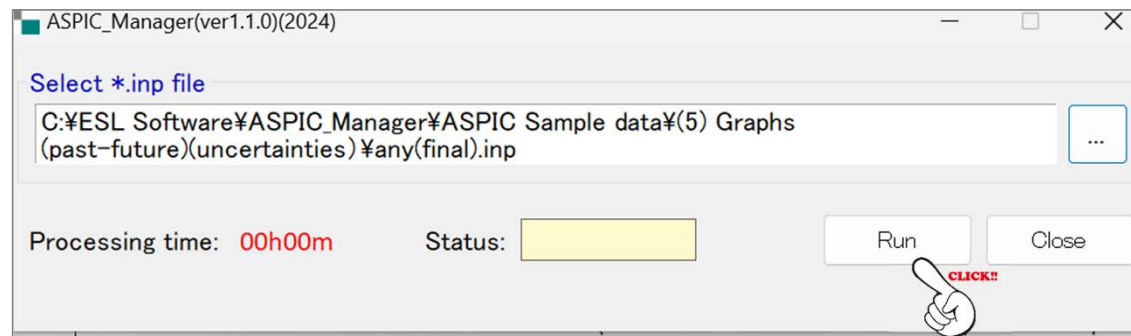 ASPIC_Manager(ver1.1.0)(2024)
Select *.inp file
C:¥ESL Software¥ASPIC_Manager¥ASPIC Sample data¥(5) Graphs
(past-future)(uncertainties)¥any(final).inp
...
Processing time: 00h00m Status: Run Close
CLICK!!